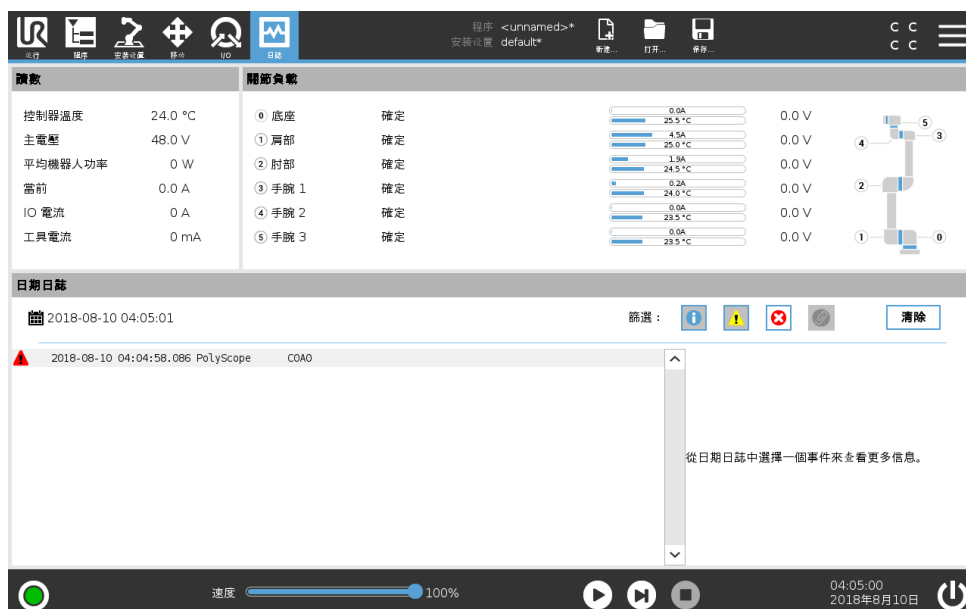 程序 <unnamed>*
安装设置 default*
运行 程序 安装设置 移动 I/O 日誌
新建... 打开... 保存...
C C
C C
讀數
控制器溫度 24.0 °C
主電壓 48.0 V
平均機器人功率 0 W
當前 0.0 A
IO 電流 0 A
工具電流 0 mA
關節負載
0 底座 確定 0.0A 25.5 °C 0.0 V
1 肩部 確定 4.5A 25.0 °C 0.0 V
2 肘部 確定 1.9A 24.5 °C 0.0 V
3 手腕 1 確定 0.2A 24.0 °C 0.0 V
4 手腕 2 確定 0.0A 23.5 °C 0.0 V
5 手腕 3 確定 0.0A 23.5 °C 0.0 V
5
4 3
2
1 0
日期日誌
2018-08-10 04:05:01
篩選：
清除
2018-08-10 04:04:58.086 PolyScope C0A0
從日期日誌中選擇一個事件來查看更多信息。
速度 100%
04:05:00
2018年8月10日